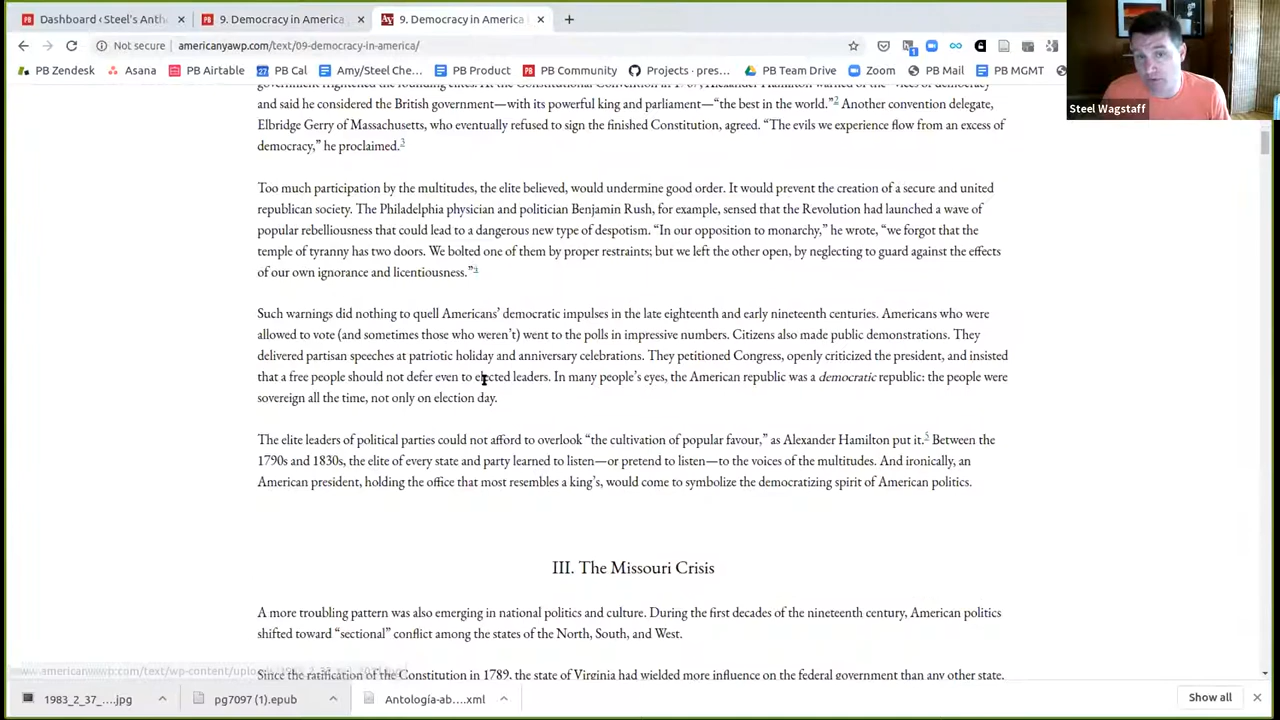 Dashboard ‹ Steel's Anth
9. Democracy in America
9. Democracy in America
Not secure
americanyawp.com/text/09-democracy-in-america/
PB Zendesk
Asana
PB Airtable
PB Cal
Amy/Steel Che...
PB Product
PB Community
Projects · pres...
PB Team Drive
Zoom
PB Mail
PB MGMT
Steel Wagstaff
and said he considered the British government—with its powerful king and parliament—“the best in the world.”2 Another convention delegate,
Elbridge Gerry of Massachusetts, who eventually refused to sign the finished Constitution, agreed. “The evils we experience flow from an excess of
democracy,” he proclaimed.3
Too much participation by the multitudes, the elite believed, would undermine good order. It would prevent the creation of a secure and united
republican society. The Philadelphia physician and politician Benjamin Rush, for example, sensed that the Revolution had launched a wave of
popular rebelliousness that could lead to a dangerous new type of despotism. “In our opposition to monarchy,” he wrote, “we forgot that the
temple of tyranny has two doors. We bolted one of them by proper restraints; but we left the other open, by neglecting to guard against the effects
of our own ignorance and licentiousness.”4
Such warnings did nothing to quell Americans’ democratic impulses in the late eighteenth and early nineteenth centuries. Americans who were
allowed to vote (and sometimes those who weren’t) went to the polls in impressive numbers. Citizens also made public demonstrations. They
delivered partisan speeches at patriotic holiday and anniversary celebrations. They petitioned Congress, openly criticized the president, and insisted
that a free people should not defer even to elected leaders. In many people’s eyes, the American republic was a democratic republic: the people were
sovereign all the time, not only on election day.
The elite leaders of political parties could not afford to overlook “the cultivation of popular favour,” as Alexander Hamilton put it.5 Between the
1790s and 1830s, the elite of every state and party learned to listen—or pretend to listen—to the voices of the multitudes. And ironically, an
American president, holding the office that most resembles a king’s, would come to symbolize the democratizing spirit of American politics.
III. The Missouri Crisis
A more troubling pattern was also emerging in national politics and culture. During the first decades of the nineteenth century, American politics
shifted toward “sectional” conflict among the states of the North, South, and West.
Since the ratification of the Constitution in 1789, the state of Virginia had wielded more influence on the federal government than any other state.
1983_2_37_....jpg
pg7097 (1).epub
Antología-ab....xml
Show all